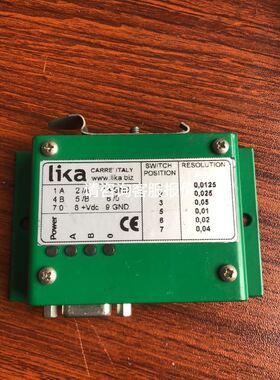 lika
CARRE' ITALY
www.lika.biz
SWITCH POSITION
RESOLUTION
1 A
4 B 5 /B 6 /0
7 0 8 +Vdc 9 GND
0,0125
0,025
3 0,05
5 0,01
6 0,02
7 0,04
Power
A
B
0
CE